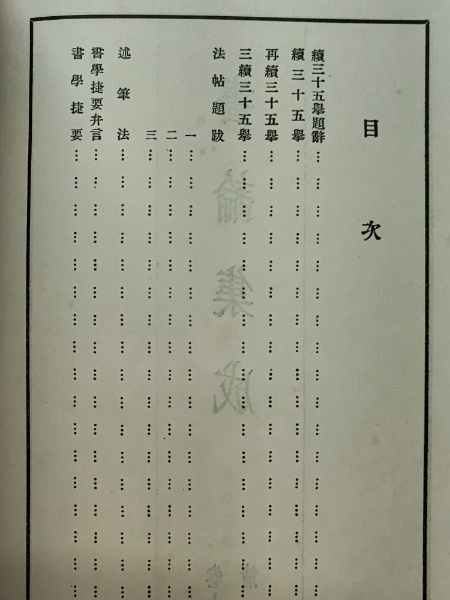 目次
續三十五舉題辭
續三十五舉
再續三十五舉
三續三十五舉
法帖題跋
一
二
三
述筆法
書學捷要弁言
書學捷要